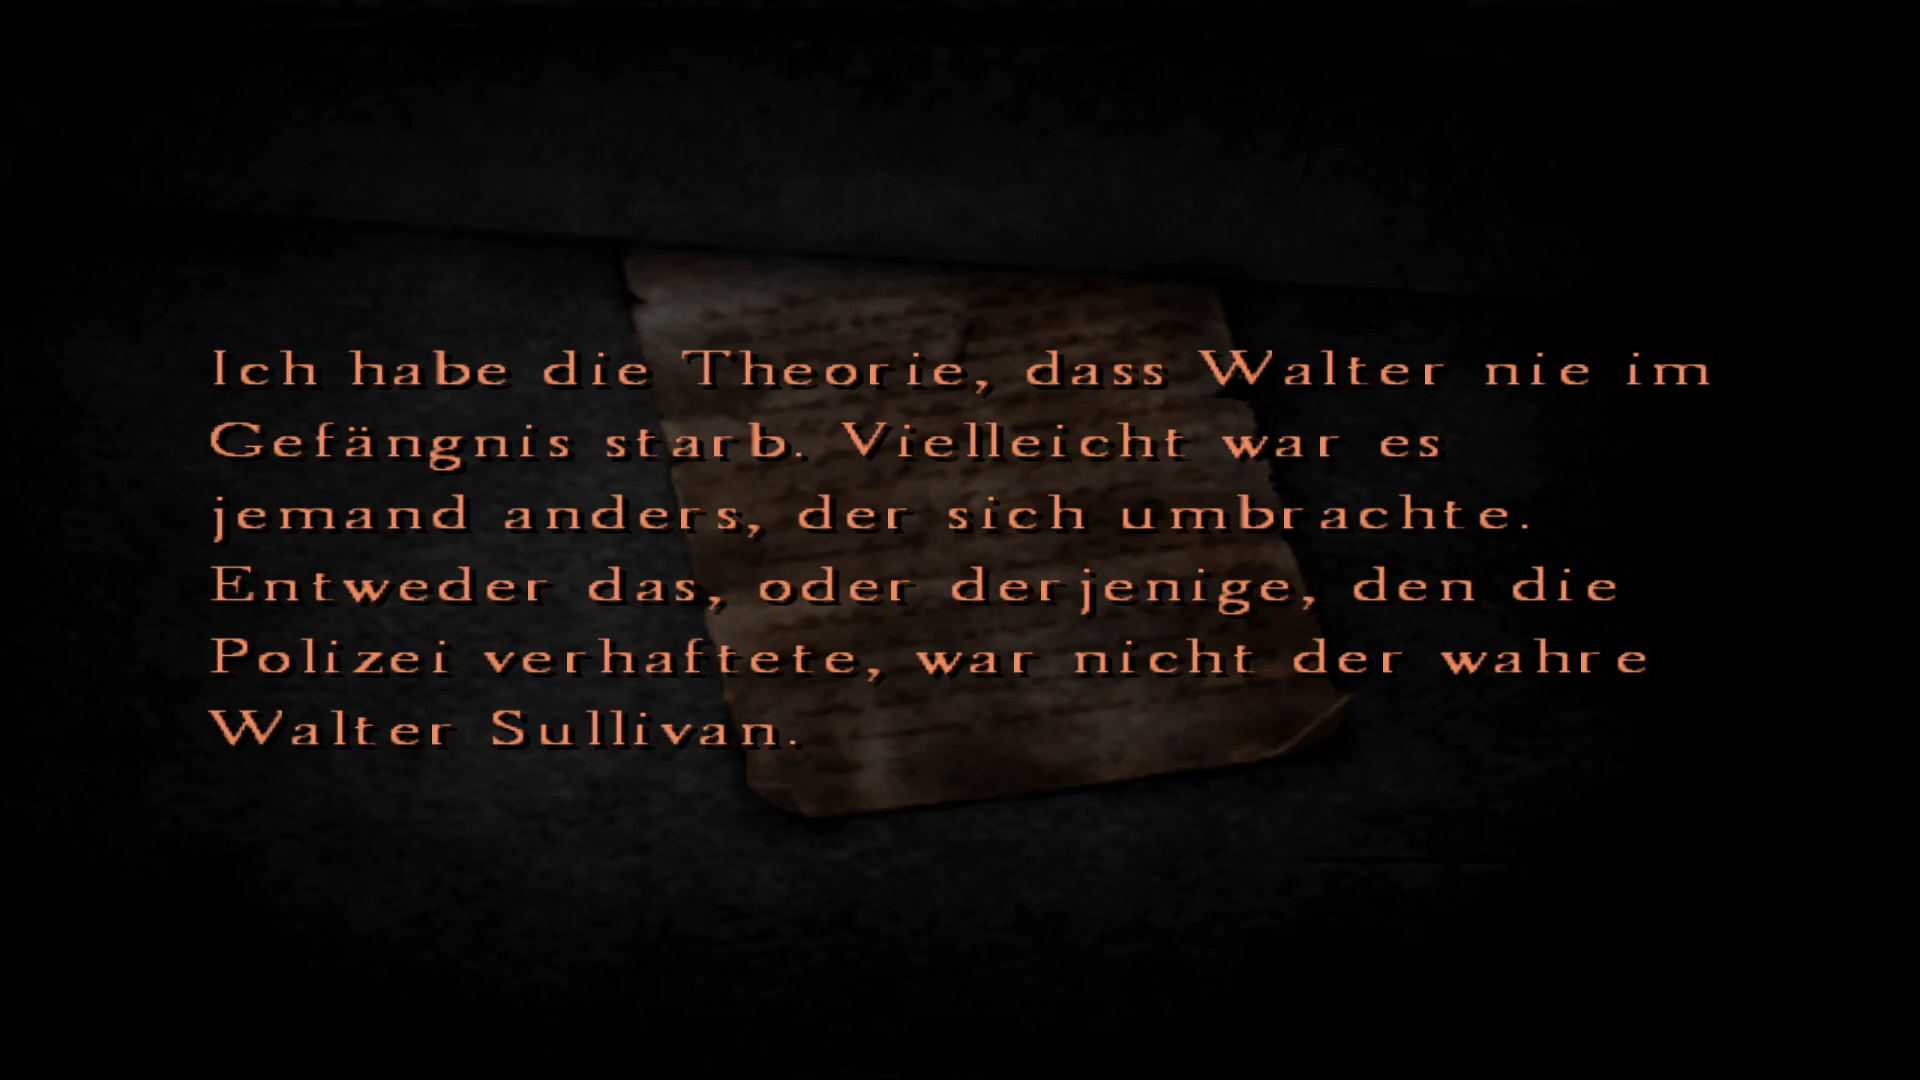 Ich habe die Theorie, dass Walter nie im
Gefängnis starb. Vielleicht war es
jemand anders, der sich umbrachte.
Entweder das, oder derjenige, den die
Polizei verhaftete, war nicht der wahre
Walter Sullivan.